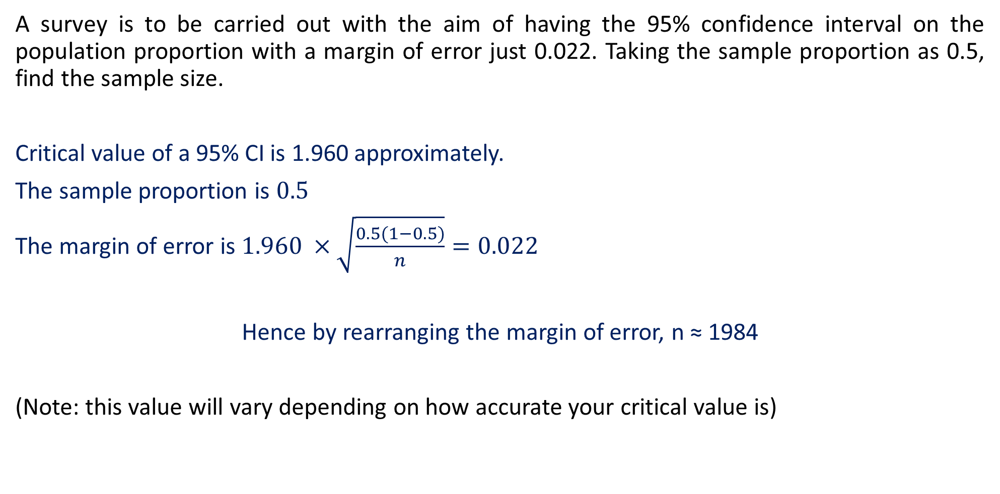 A survey is to be carried out with the aim of having the 95% confidence interval on the
population proportion with a margin of error just 0.022. Taking the sample proportion as 0.5,
find the sample size.
Critical value of a 95% CI is 1.960 approximately.
The sample proportion is 0.5
The margin of error is 1.960 × √(0.5(1−0.5)/n) = 0.022
Hence by rearranging the margin of error, n ≈ 1984
(Note: this value will vary depending on how accurate your critical value is)